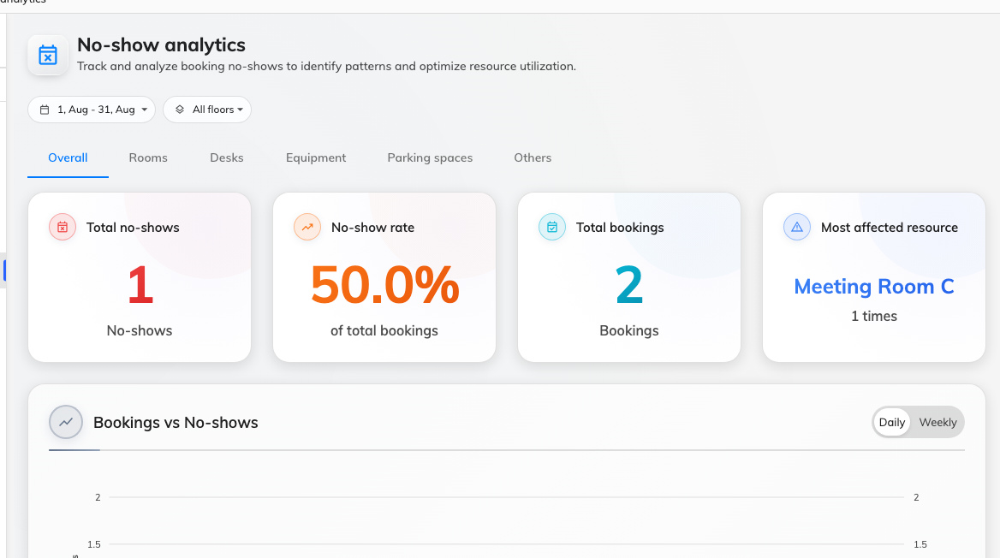 analytics
No-show analytics
Track and analyze booking no-shows to identify patterns and optimize resource utilization.
1, Aug - 31, Aug
All floors
Overall
Rooms
Desks
Equipment
Parking spaces
Others
Total no-shows
1
No-shows
No-show rate
50.0%
of total bookings
Total bookings
2
Bookings
Most affected resource
Meeting Room C
1 times
Bookings vs No-shows
Daily
Weekly
2
2
1.5
1.5